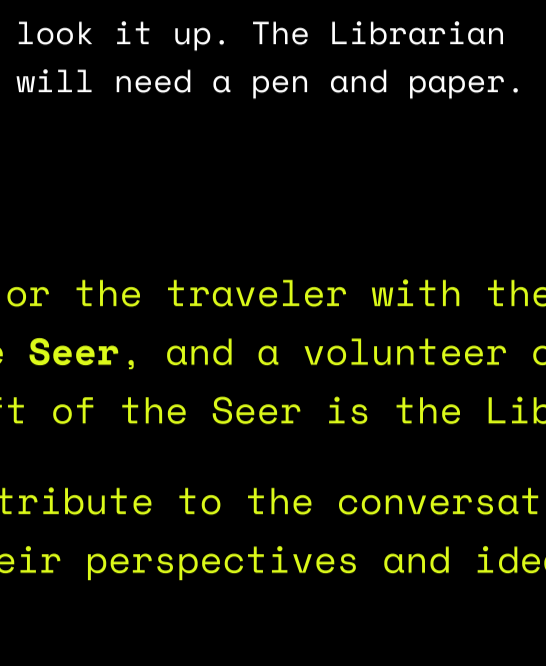 look it up. The Librarian
will need a pen and paper.
or the traveler with the
Seer, and a volunteer
of the Seer is the
to the conversat
perspectives and